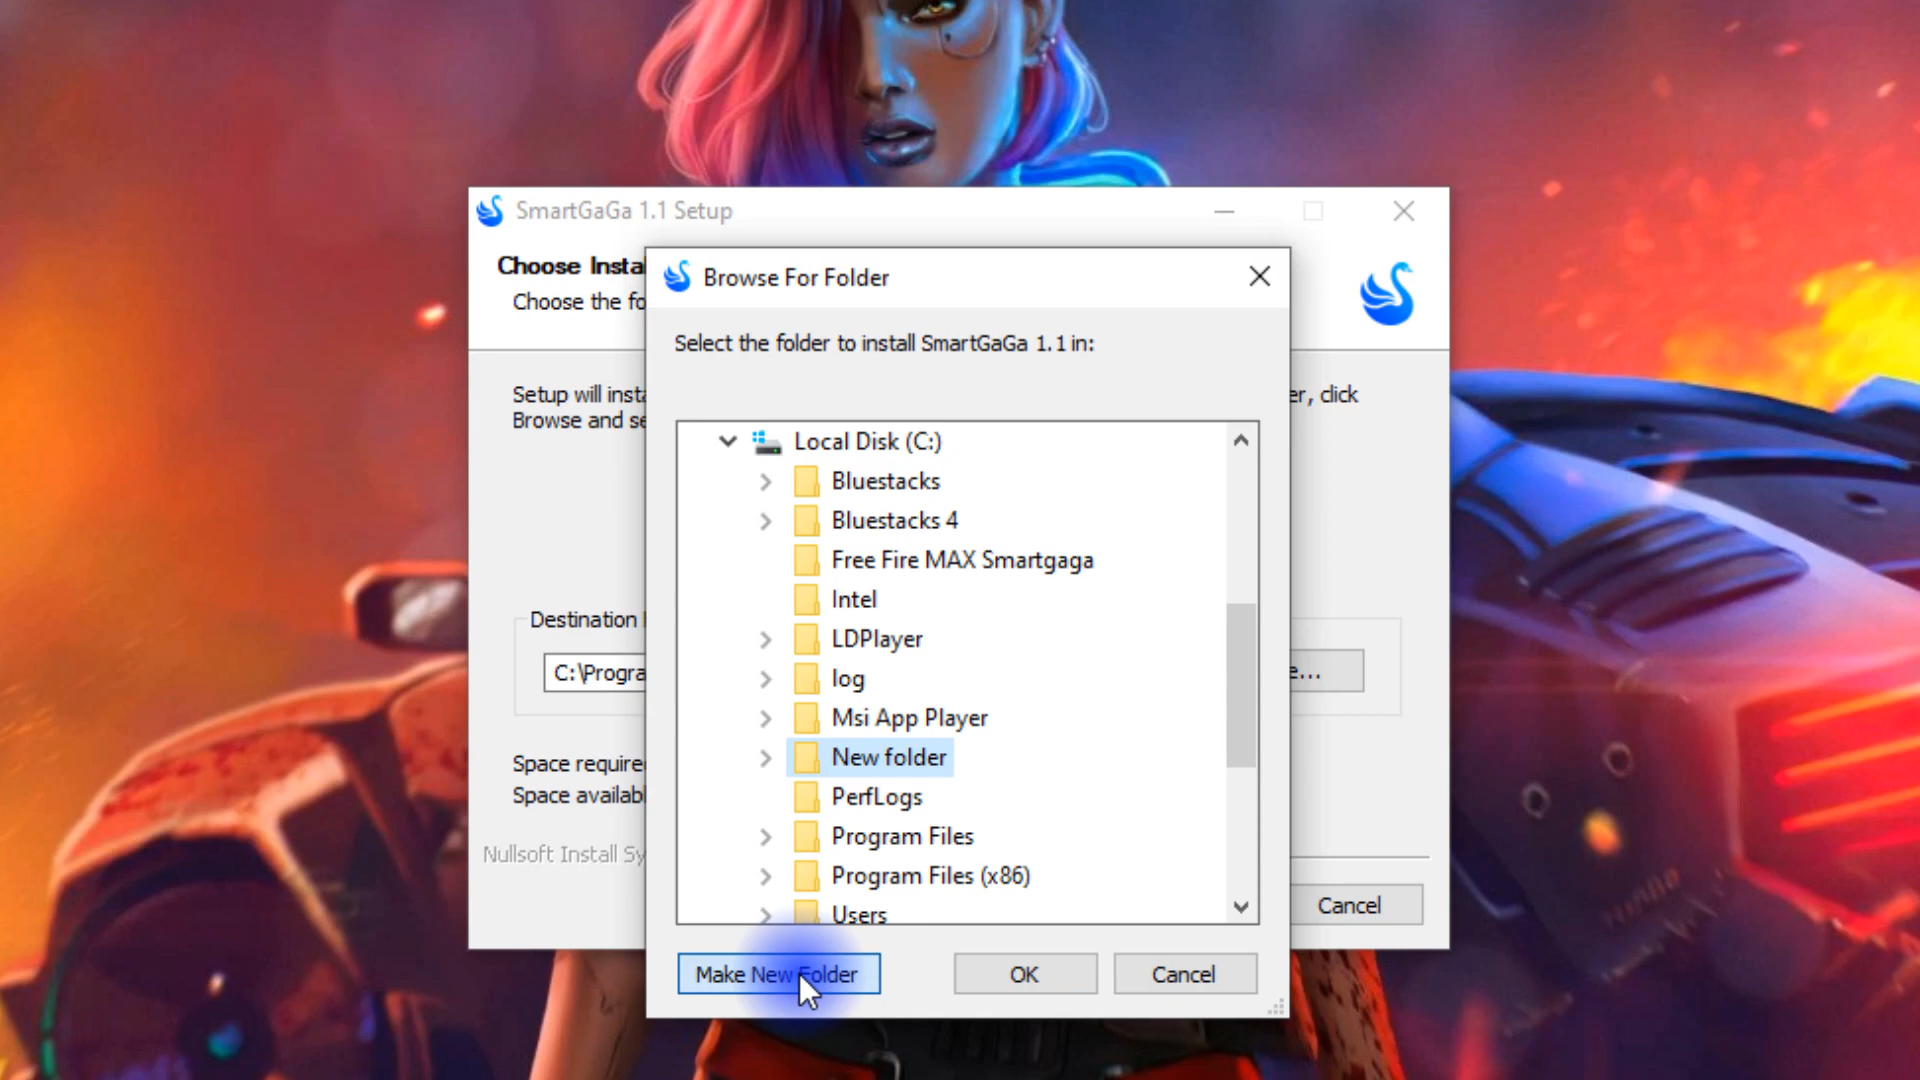 SmartGaGa 1.1 Setup
Choose Insta
Choose the fo
Browse For Folder
Select the folder to install SmartGaGa 1.1 in:
Setup will insta
er, click
Browse and se
Local Disk (C:)
Bluestacks
Bluestacks 4
Free Fire MAX Smartgaga
Intel
LDPlayer
log
Msi App Player
New folder
PerfLogs
Program Files
Program Files (x86)
Users
Destination
C:\Progra
e...
Space require
Space availab
Nullsoft Install Sy
Cancel
Make New Folder
OK
Cancel